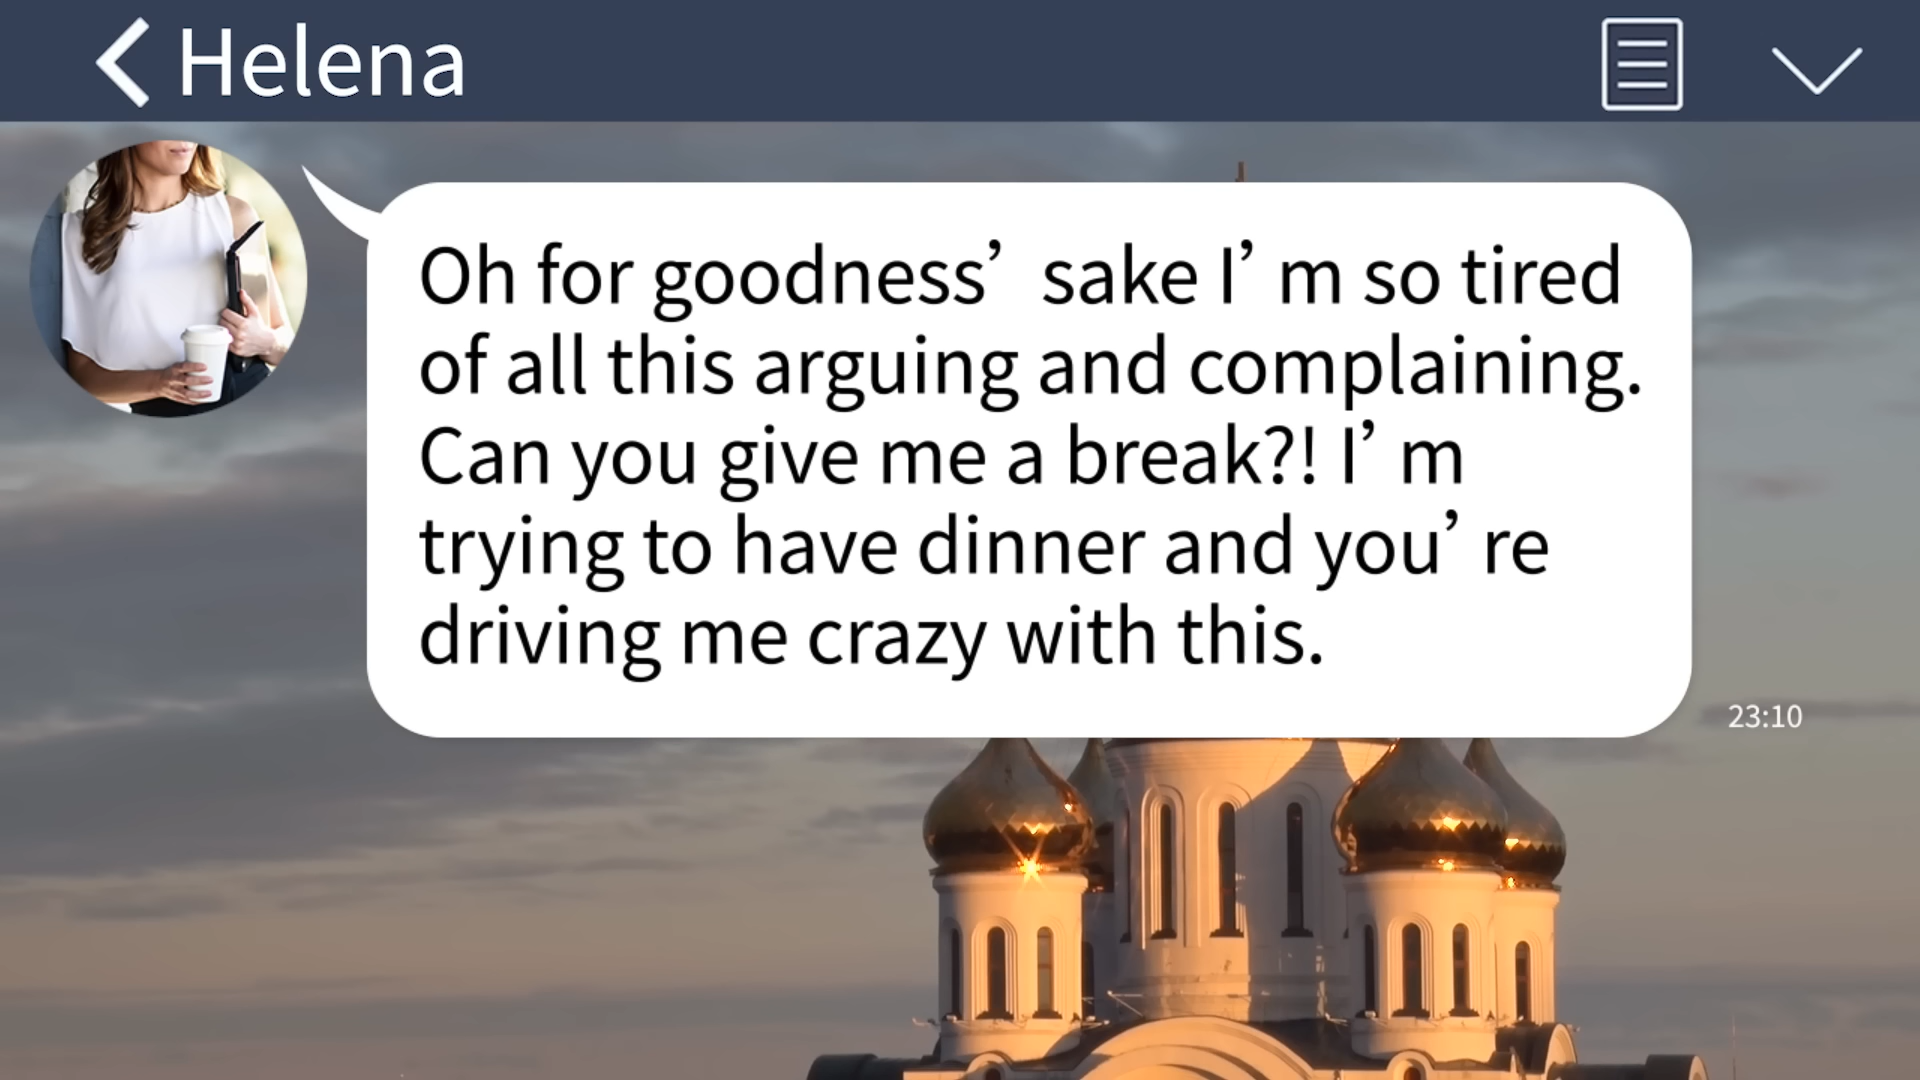 Helena
Oh for goodness’ sake I’m so tired
of all this arguing and complaining.
Can you give me a break?! I’m
trying to have dinner and you’re
driving me crazy with this.
23:10